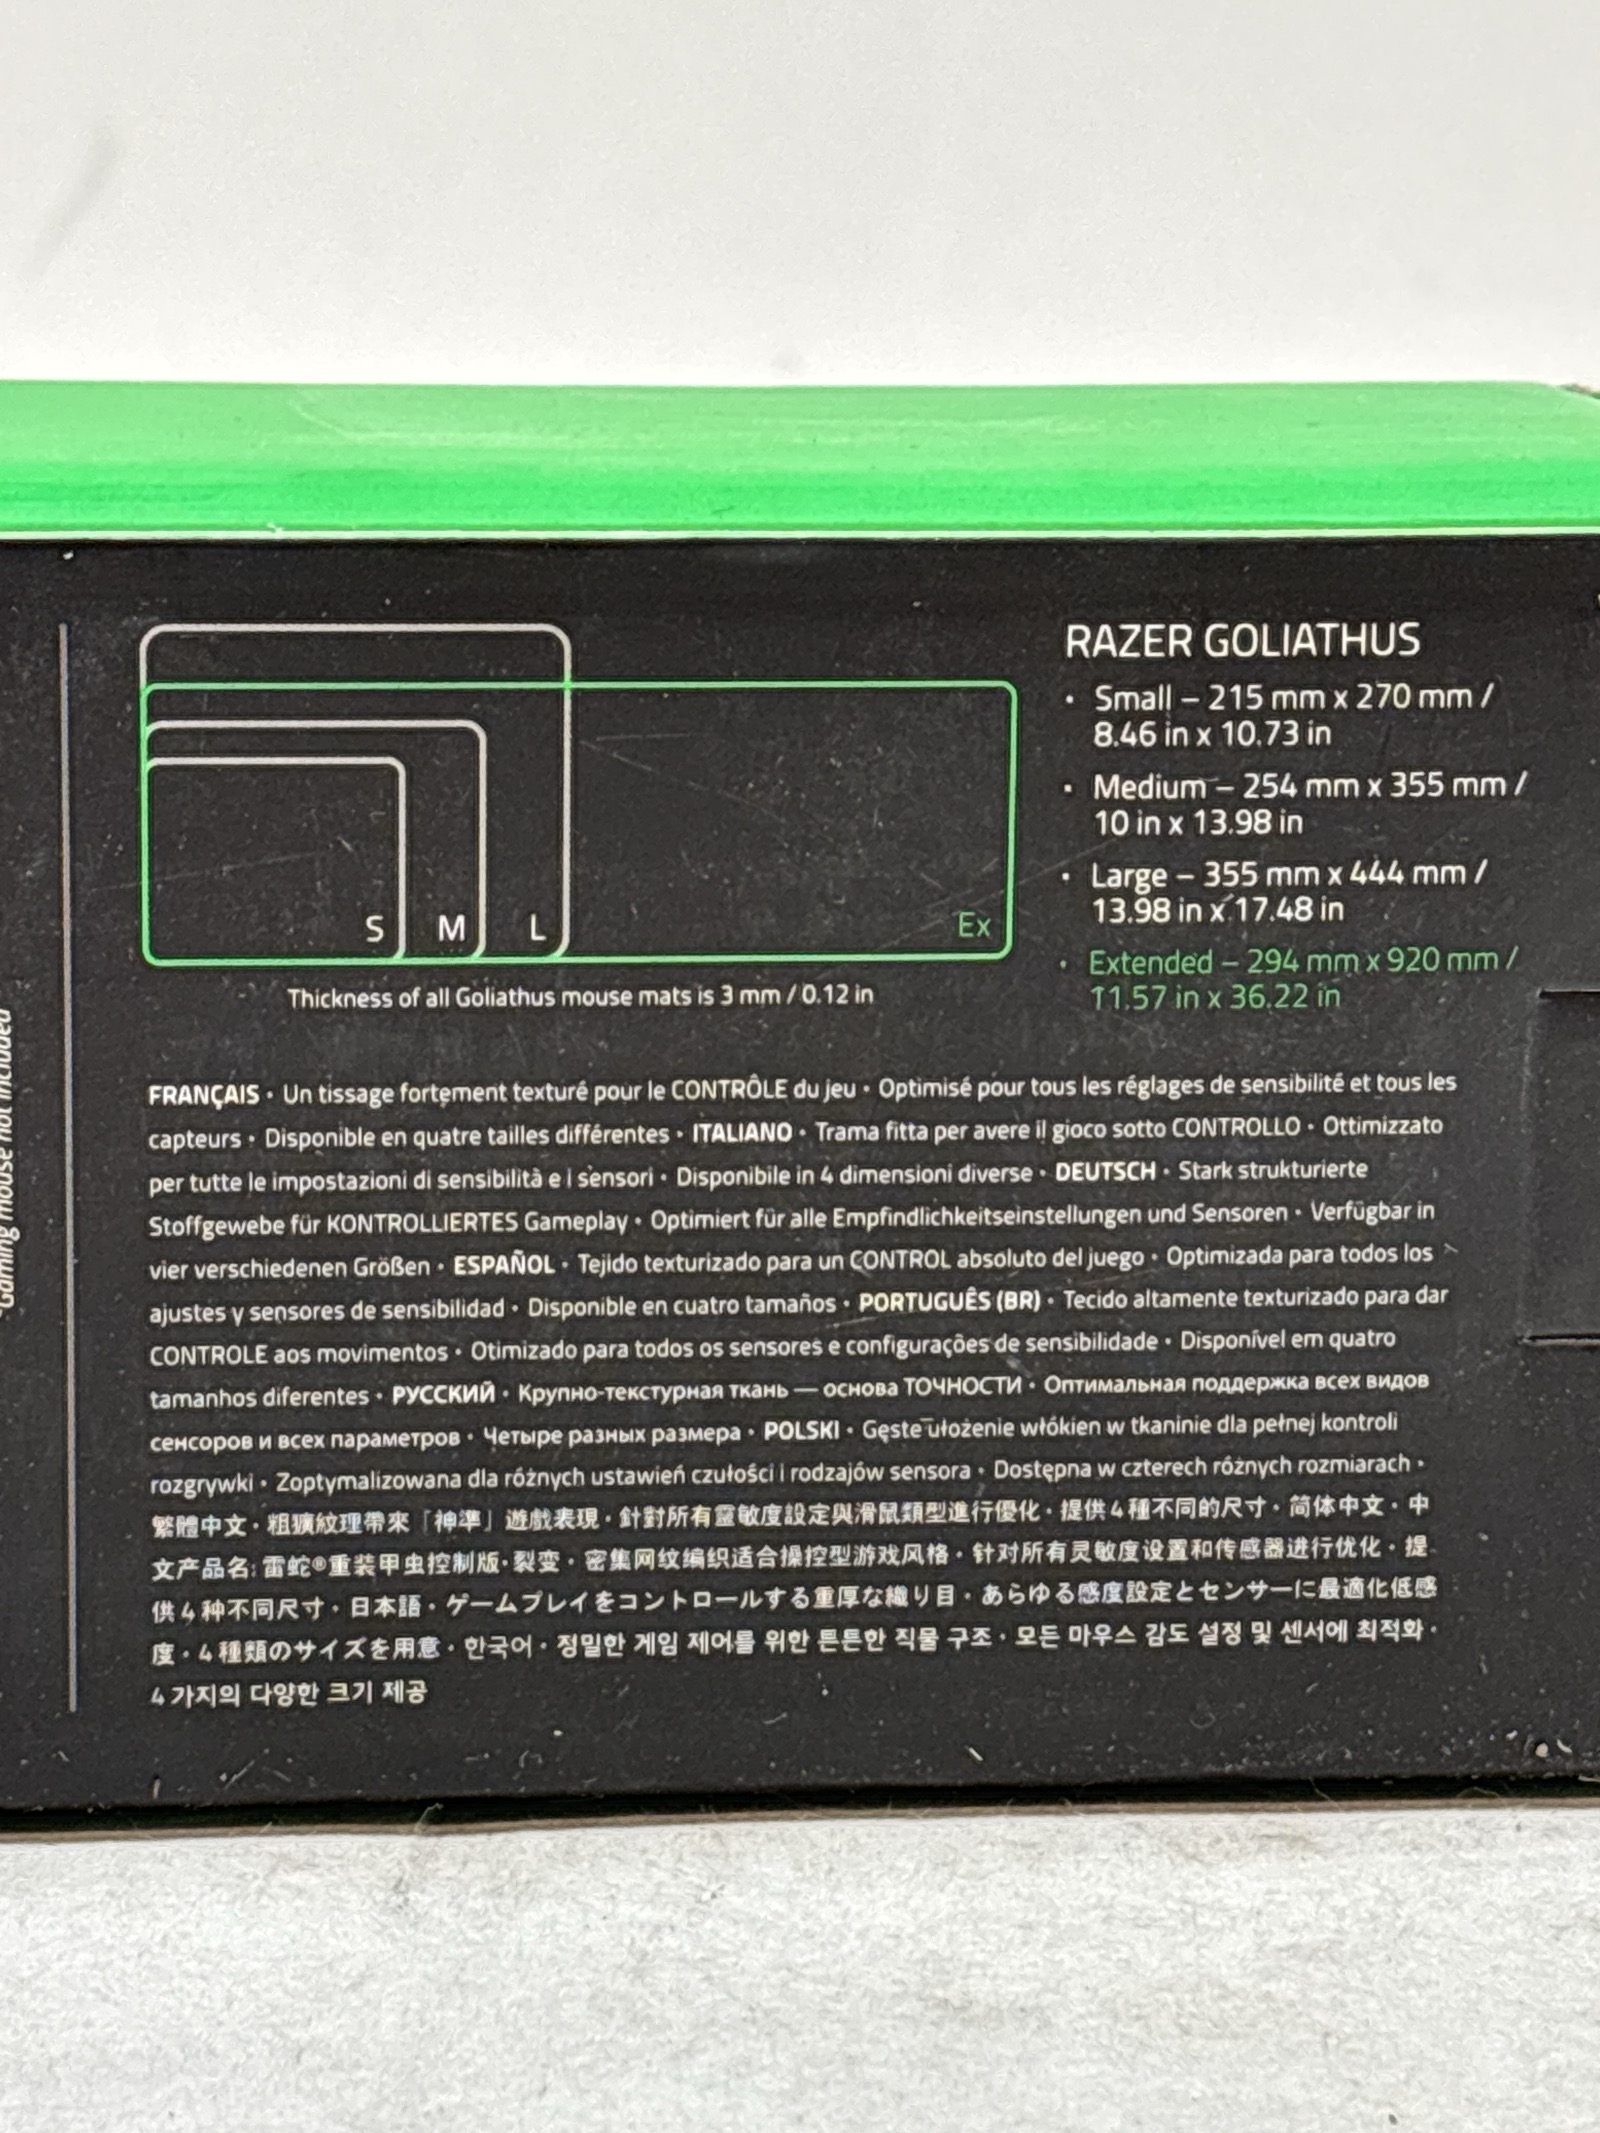 RAZER GOLIATHUS
• Small – 215 mm x 270 mm /
8.46 in x 10.73 in
• Medium – 254 mm x 355 mm /
10 in x 13.98 in
• Large – 355 mm x 444 mm /
13.98 in x 17.48 in
• Extended – 294 mm x 920 mm /
11.57 in x 36.22 in
S M L Ex
Thickness of all Goliathus mouse mats is 3 mm / 0.12 in
Gaming mouse not included
FRANÇAIS • Un tissage fortement texturé pour le CONTRÔLE du jeu • Optimisé pour tous les réglages de sensibilité et tous les
capteurs • Disponible en quatre tailles différentes • ITALIANO • Trama fitta per avere il gioco sotto CONTROLLO • Ottimizzato
per tutte le impostazioni di sensibilità e i sensori • Disponibile in 4 dimensioni diverse • DEUTSCH • Stark strukturierte
Stoffgewebe für KONTROLLIERTES Gameplay • Optimiert für alle Empfindlichkeitseinstellungen und Sensoren • Verfügbar in
vier verschiedenen Größen • ESPAÑOL • Tejido texturizado para un CONTROL absoluto del juego • Optimizada para todos los
ajustes y sensores de sensibilidad • Disponible en cuatro tamaños • PORTUGUÊS (BR) • Tecido altamente texturizado para dar
CONTROLE aos movimentos • Otimizado para todos os sensores e configurações de sensibilidade • Disponível em quatro
tamanhos diferentes • РУССКИЙ • Крупно-текстурная ткань — основа ТОЧНОСТИ • Оптимальная поддержка всех видов
сенсоров и всех параметров • Четыре разных размера • POLSKI • Gęste ułożenie włókien w tkaninie dla pełnej kontroli
rozgrywki • Zoptymalizowana dla różnych ustawień czułości i rodzajów sensora • Dostępna w czterech różnych rozmiarach •
繁體中文 • 粗獷紋理帶來「神準」遊戲表現 • 針對所有靈敏度設定與滑鼠類型進行優化 • 提供 4 種不同的尺寸 • 简体中文 • 中
文产品名: 雷蛇®重装甲虫控制版·裂变 • 密集网纹编织适合操控型游戏风格 • 针对所有灵敏度设置和传感器进行优化 • 提
供 4 种不同尺寸 • 日本語 • ゲームプレイをコントロールする重厚な織り目 • あらゆる感度設定とセンサーに最適化低感
度 • 4 種類のサイズを用意 • 한국어 • 정밀한 게임 제어를 위한 튼튼한 직물 구조 • 모든 마우스 감도 설정 및 센서에 최적화 •
4 가지의 다양한 크기 제공